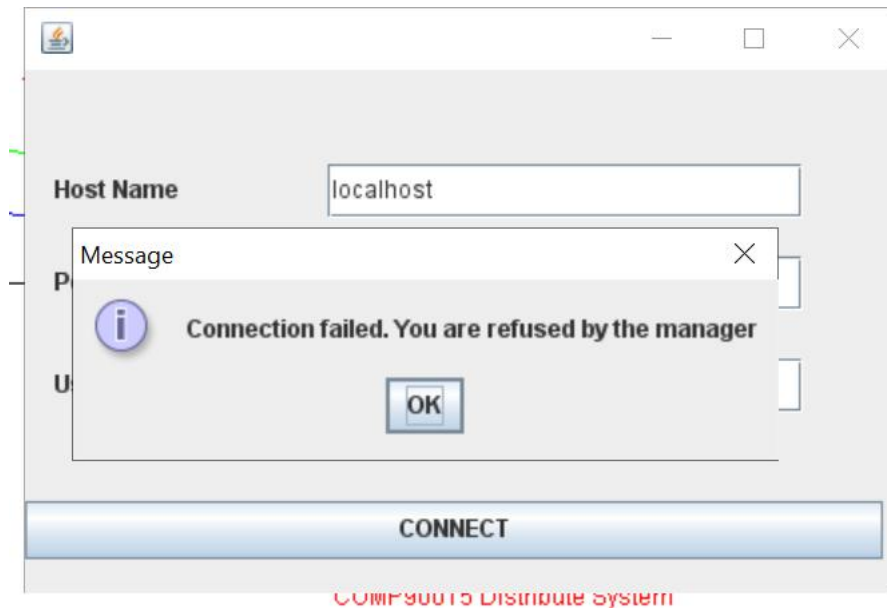 Host Name
localhost
Message
Connection failed. You are refused by the manager
OK
CONNECT
COMP90015 Distribute System